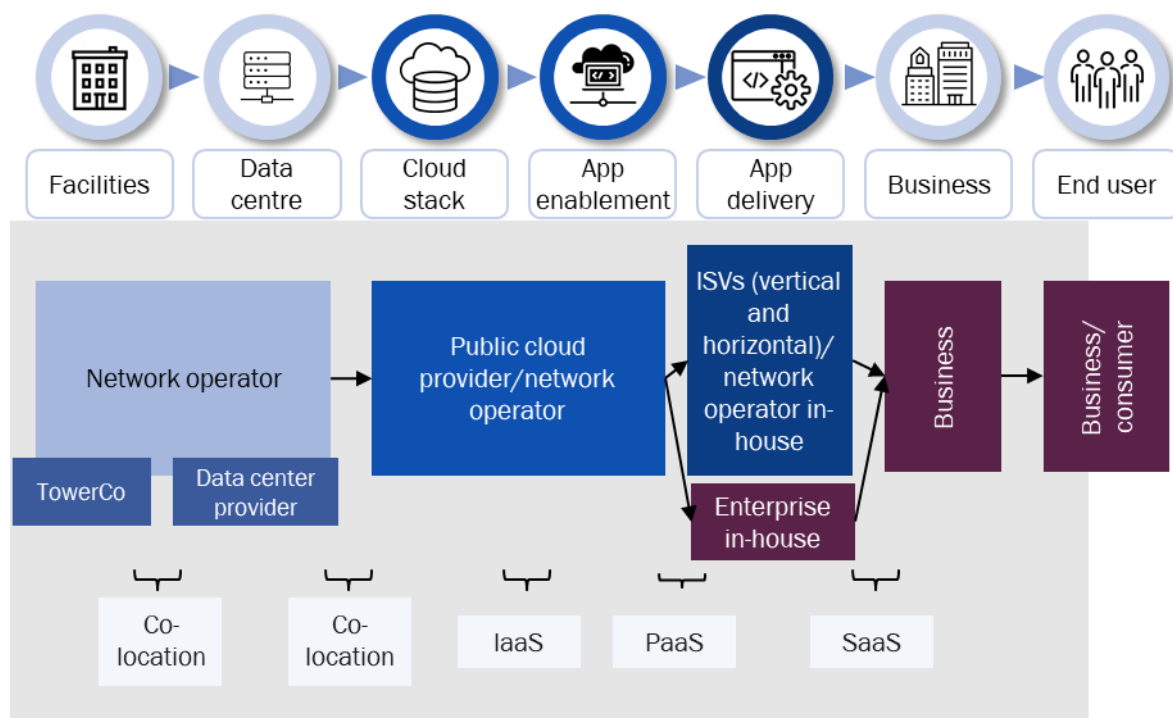 Facilities
Data
centre
Cloud
stack
App
enablement
App
delivery
Business
End user
Network operator
TowerCo
Data center
provider
Public cloud
provider/network
operator
ISVs (vertical
and
horizontal)/
network
operator in-
house
Enterprise
in-house
Business
Business/
consumer
Co-
location
Co-
location
IaaS
PaaS
SaaS